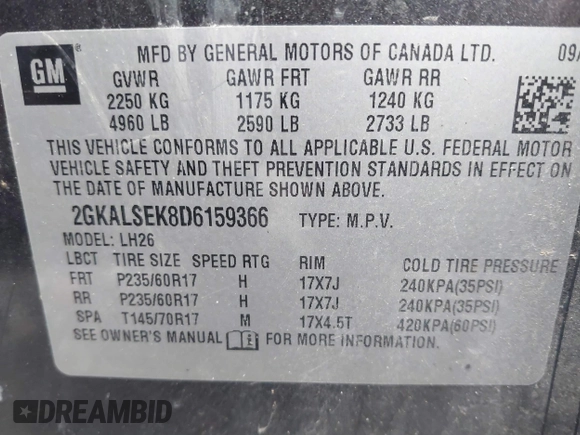 GM ® MFD BY GENERAL MOTORS OF CANADA LTD. 09/
GVWR GAWR FRT GAWR RR
2250 KG 1175 KG 1240 KG
4960 LB 2590 LB 2733 LB
THIS VEHICLE CONFORMS TO ALL APPLICABLE U.S. FEDERAL MOTOR
VEHICLE SAFETY AND THEFT PREVENTION STANDARDS IN EFFECT ON
THE DATE OF MANUFACTURE SHOWN ABOVE.
2GKALSEK8D6159366 TYPE: M.P.V.
MODEL: LH26
LBCT TIRE SIZE SPEED RTG RIM COLD TIRE PRESSURE
FRT P235/60R17 H 17X7J 240KPA(35PSI)
RR P235/60R17 H 17X7J 240KPA(35PSI)
SPA T145/70R17 M 17X4.5T 420KPA(60PSI)
SEE OWNER'S MANUAL FOR MORE INFORMATION.
DREAMBID